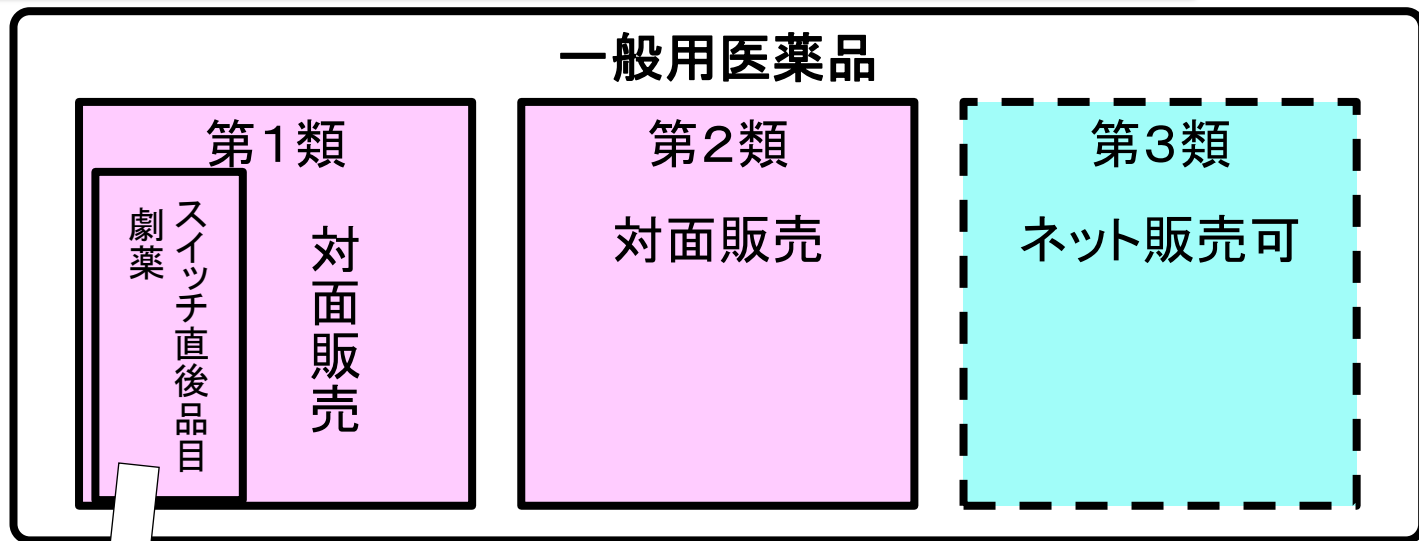 一般用医薬品
第１類
スイッチ直後品目
劇薬
対面販売
第２類
対面販売
第３類
ネット販売可